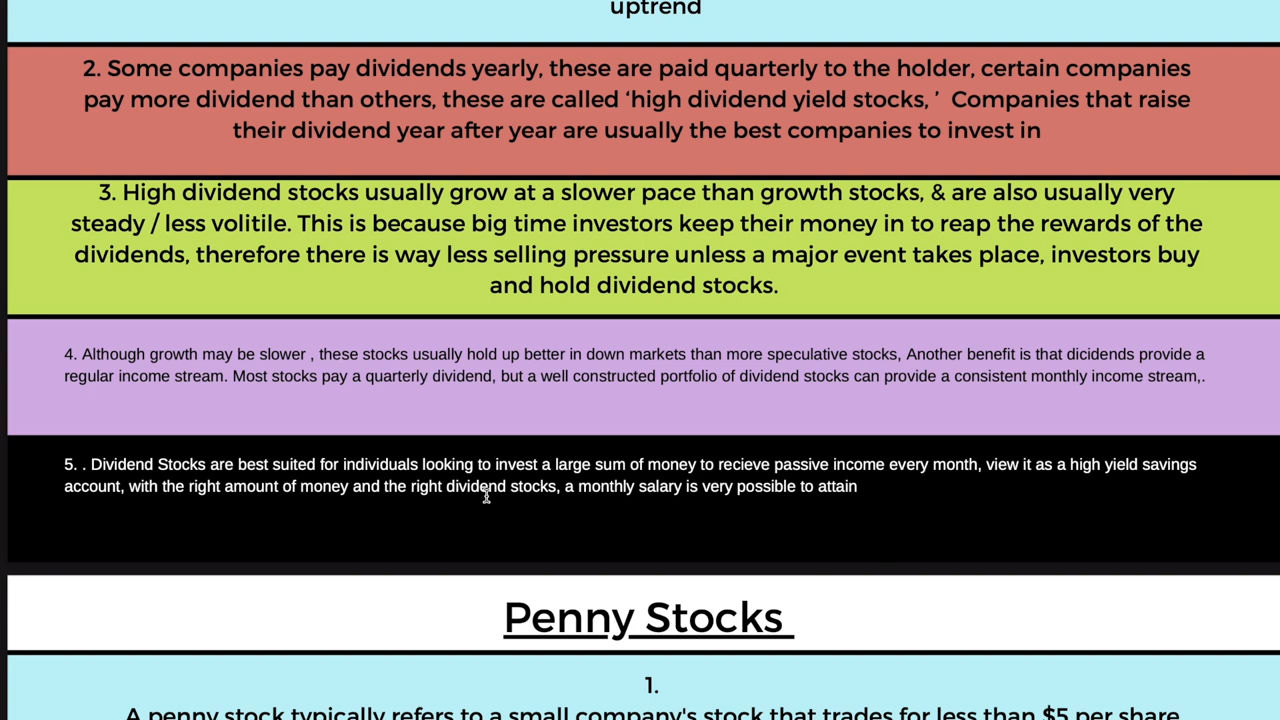 uptrend
2. Some companies pay dividends yearly, these are paid quarterly to the holder, certain companies
pay more dividend than others, these are called ‘high dividend yield stocks, ’  Companies that raise
their dividend year after year are usually the best companies to invest in
3. High dividend stocks usually grow at a slower pace than growth stocks, & are also usually very
steady / less volitile. This is because big time investors keep their money in to reap the rewards of the
dividends, therefore there is way less selling pressure unless a major event takes place, investors buy
and hold dividend stocks.
4. Although growth may be slower , these stocks usually hold up better in down markets than more speculative stocks, Another benefit is that dicidends provide a
regular income stream. Most stocks pay a quarterly dividend, but a well constructed portfolio of dividend stocks can provide a consistent monthly income stream,.
5. . Dividend Stocks are best suited for individuals looking to invest a large sum of money to recieve passive income every month, view it as a high yield savings
account, with the right amount of money and the right dividend stocks, a monthly salary is very possible to attain
Penny Stocks
1.
A penny stock typically refers to a small company's stock that trades for less than $5 per share